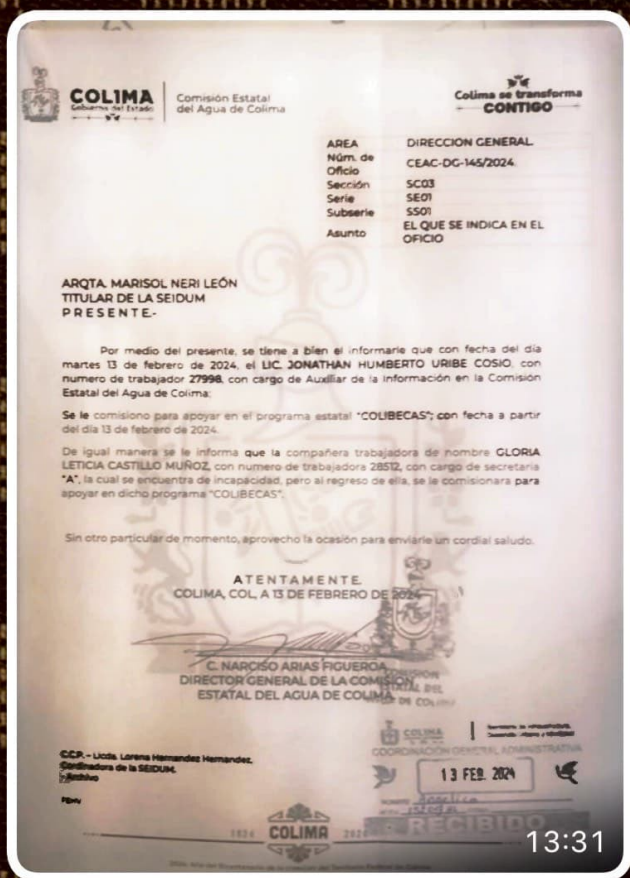 COLIMA
Gobierno del Estado
Comisión Estatal
del Agua de Colima
Colima se transforma
CONTIGO
AREA DIRECCION GENERAL
Núm. de
Oficio CEAC-DG-145/2024.
Sección SC03
Serie SE01
Subserie SS01
Asunto EL QUE SE INDICA EN EL
OFICIO
ARQTA. MARISOL NERI LEÓN
TITULAR DE LA SEIDUM
P R E S E N T E.-
Por medio del presente, se tiene a bien el informarle que con fecha del día
martes 13 de febrero de 2024, el LIC. JONATHAN HUMBERTO URIBE COSIO, con
numero de trabajador 27998, con cargo de Auxiliar de la información en la Comisión
Estatal del Agua de Colima;
Se le comisiono para apoyar en el programa estatal "COLIBECAS"; con fecha a partir
del día 13 de febrero de 2024.
De igual manera se le informa que la compañera trabajadora de nombre GLORIA
LETICIA CASTILLO MUÑOZ, con numero de trabajadora 28512, con cargo de secretaria
"A", la cual se encuentra de incapacidad, pero al regreso de ella, se le comisionara para
apoyar en dicho programa "COLIBECAS".
Sin otro particular de momento, aprovecho la ocasión para enviarle un cordial saludo.
A T E N T A M E N T E.
COLIMA, COL, A 13 DE FEBRERO DE 2024
C. NARCISO ARIAS FIGUEROA
DIRECTOR GENERAL DE LA COMISIÓN
ESTATAL DEL AGUA DE COLIMA
COMISION
ESTATAL DEL
AGUA DE COLIMA
C.C.P. – Licda. Lorena Hernandez Hernandez,
Cordinadora de la SEIDUM.
Archivo
COLIMA
COORDINACIÓN GENERAL ADMINISTRATIVA
13 FEB. 2024
Angelica
RECIBIDO
1824 COLIMA 2024
13:31